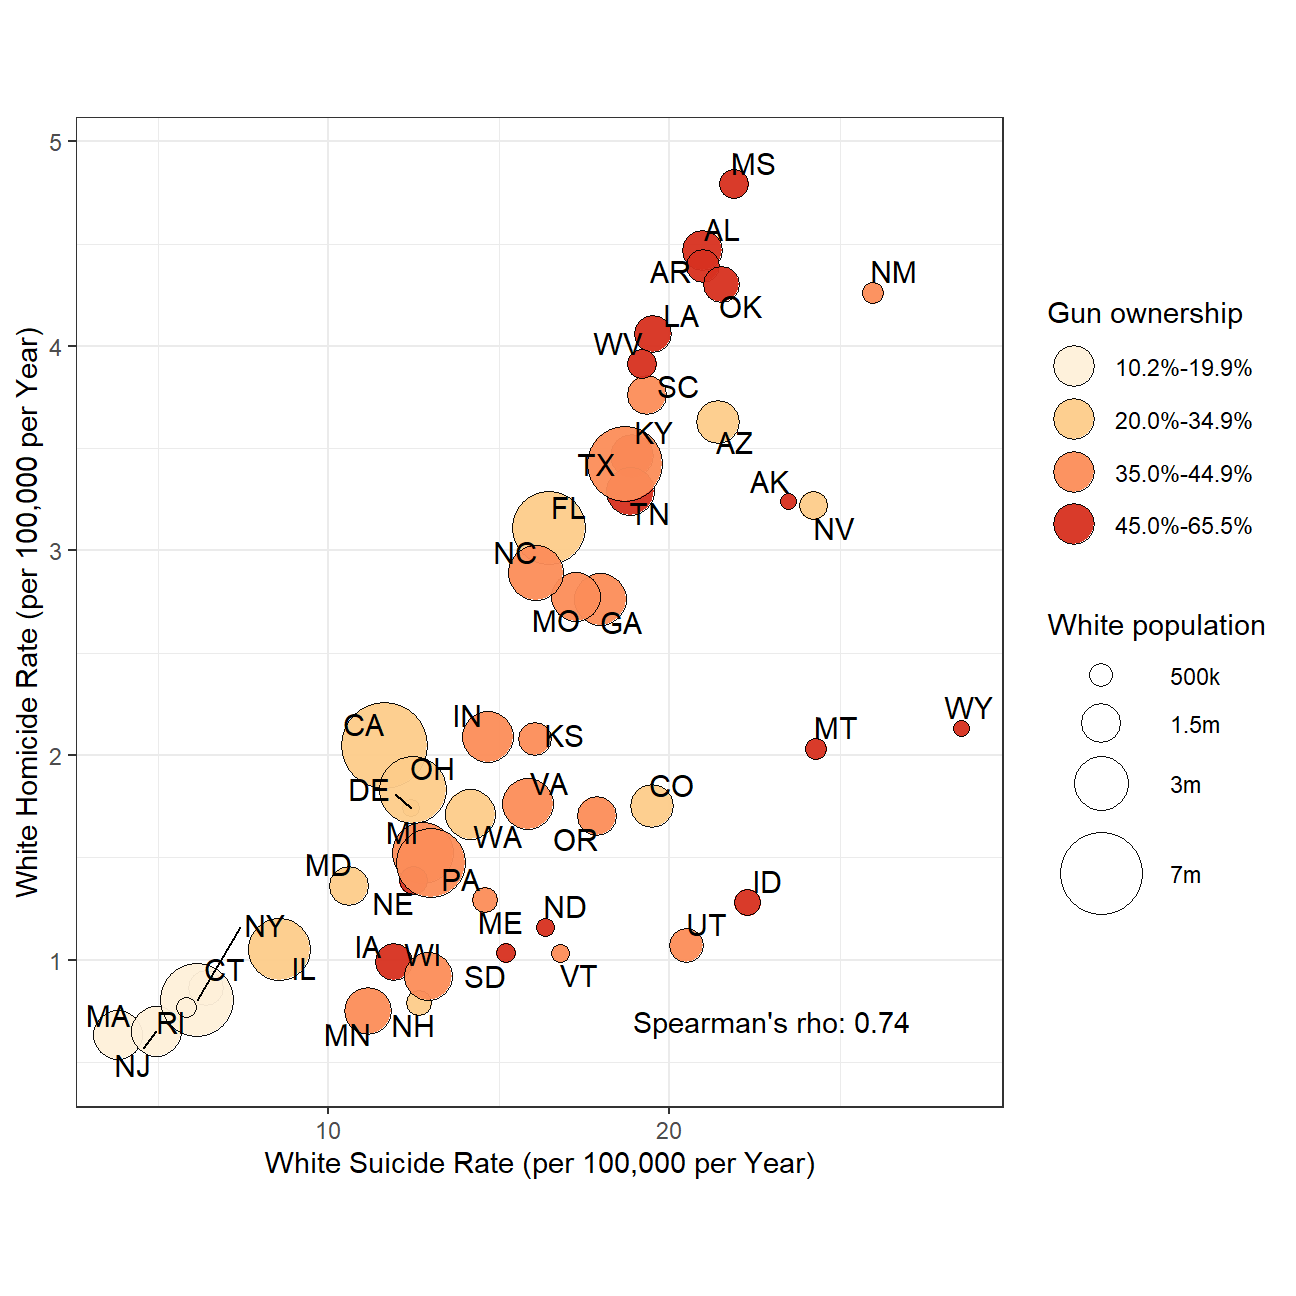 5
4
3
2
1
10
20
White Homicide Rate (per 100,000 per Year)
White Suicide Rate (per 100,000 per Year)
MS
AL
AR
NM
OK
LA
WV
SC
KY
AZ
TX
AK
FL
TN
NV
NC
MO
GA
WY
CA
IN
MT
KS
OH
DE
VA
CO
MI
WA
OR
MD
PA
ID
NE
ND
ME
NY
UT
IA
WI
CT
IL
SD
VT
MA
RI
NH
MN
NJ
Spearman's rho: 0.74
Gun ownership
10.2%-19.9%
20.0%-34.9%
35.0%-44.9%
45.0%-65.5%
White population
500k
1.5m
3m
7m